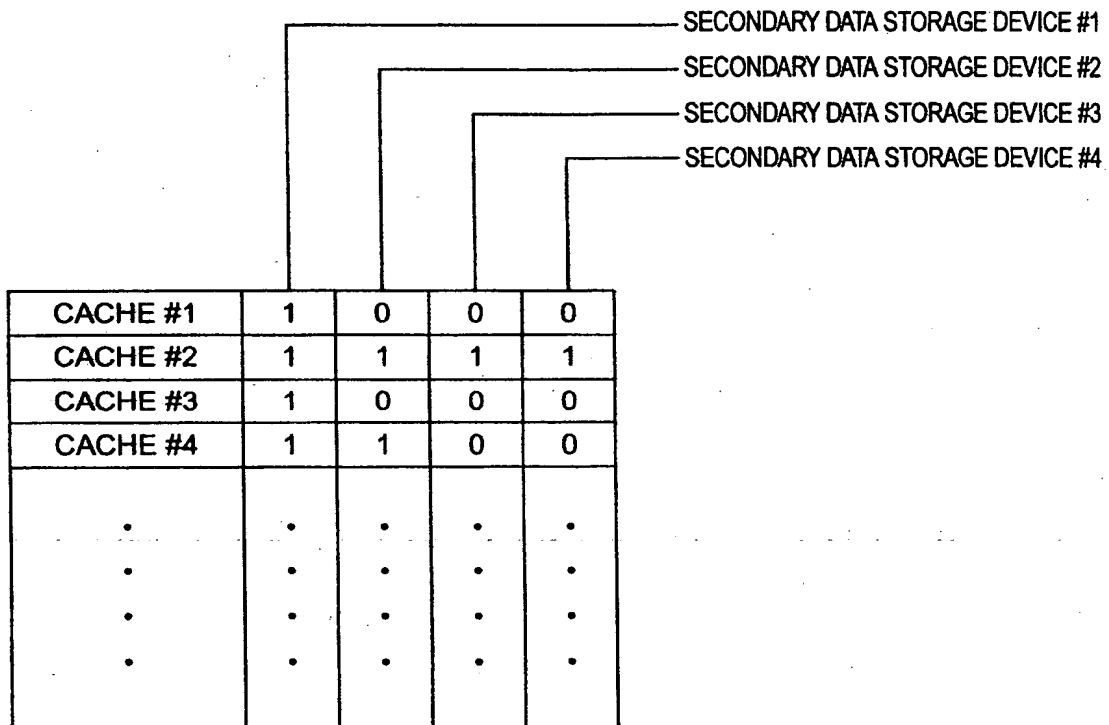 SECONDARY DATA STORAGE DEVICE #1
SECONDARY DATA STORAGE DEVICE #2
SECONDARY DATA STORAGE DEVICE #3
SECONDARY DATA STORAGE DEVICE #4
CACHE #1 1 0 0 0
CACHE #2 1 1 1 1
CACHE #3 1 0 0 0
CACHE #4 1 1 0 0